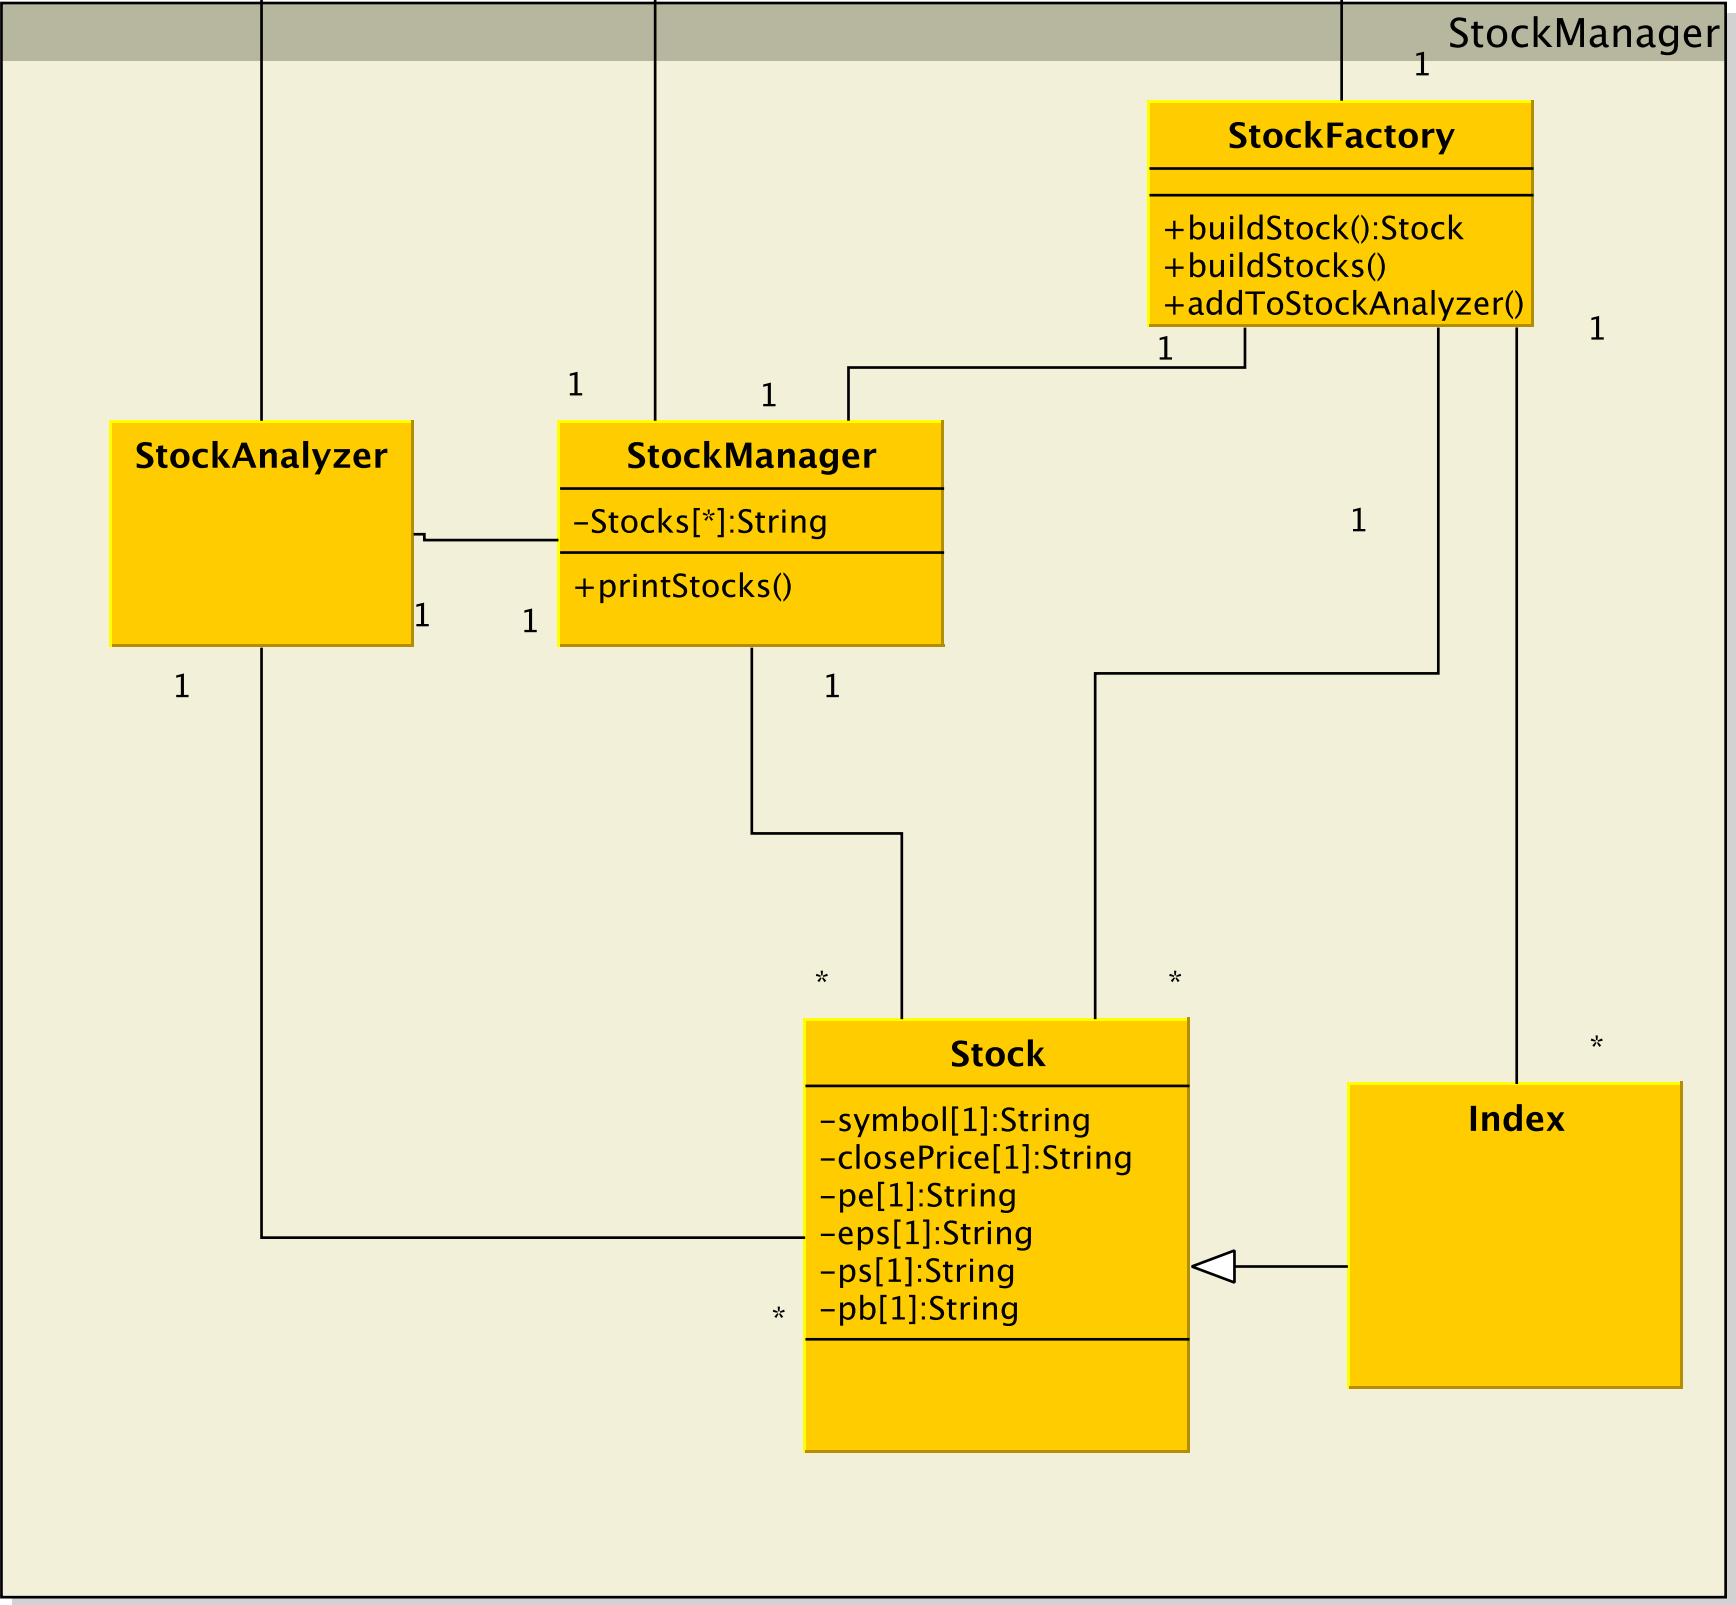 StockManager
1
StockFactory
+buildStock():Stock
+buildStocks()
+addToStockAnalyzer()
1
1
1
1
StockAnalyzer
StockManager
-Stocks[*]:String
+printStocks()
1
1
1
1
1
*
*
Stock
-symbol[1]:String
-closePrice[1]:String
-pe[1]:String
-eps[1]:String
-ps[1]:String
-pb[1]:String
*
*
Index